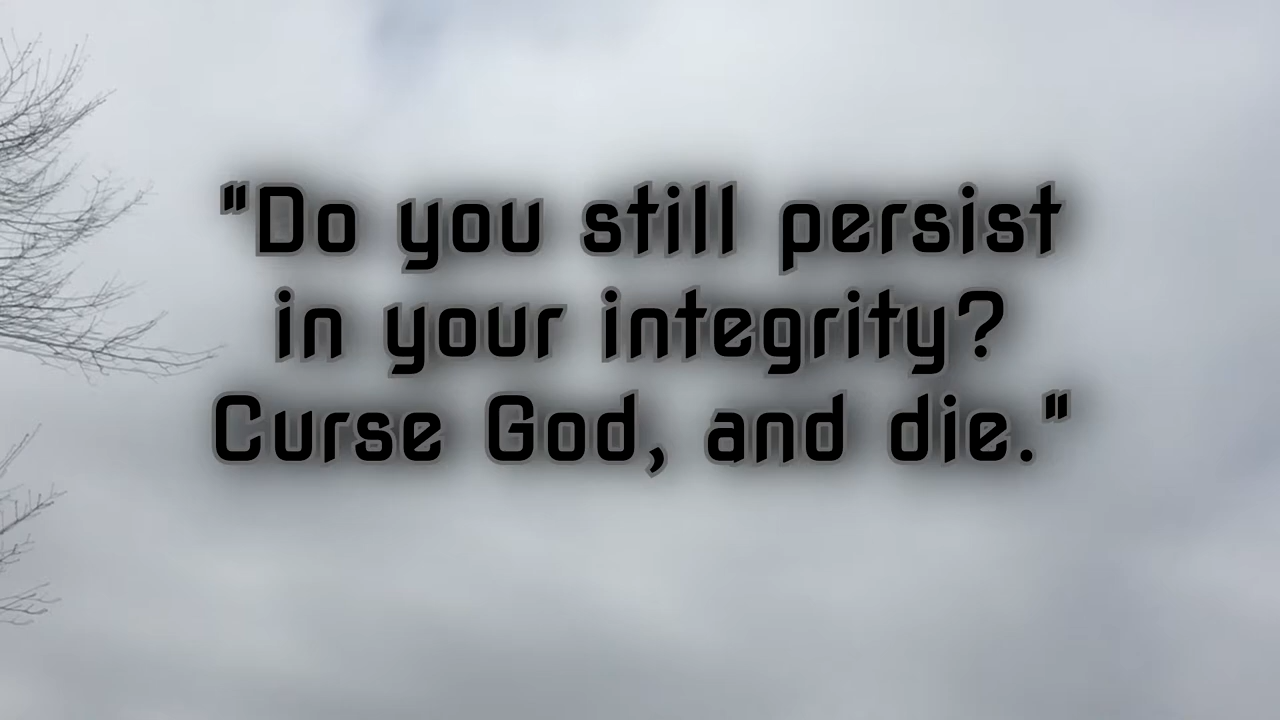 "Do you still persist
in your integrity?
Curse God, and die."